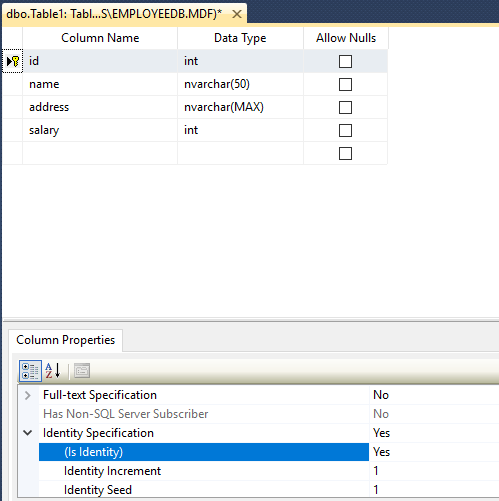 dbo.Table1: Tabl...S\EMPLOYEEDB.MDF)*
Column Name Data Type Allow Nulls
id int
name nvarchar(50)
address nvarchar(MAX)
salary int
Column Properties
Full-text Specification No
Has Non-SQL Server Subscriber No
Identity Specification Yes
(Is Identity) Yes
Identity Increment 1
Identity Seed 1